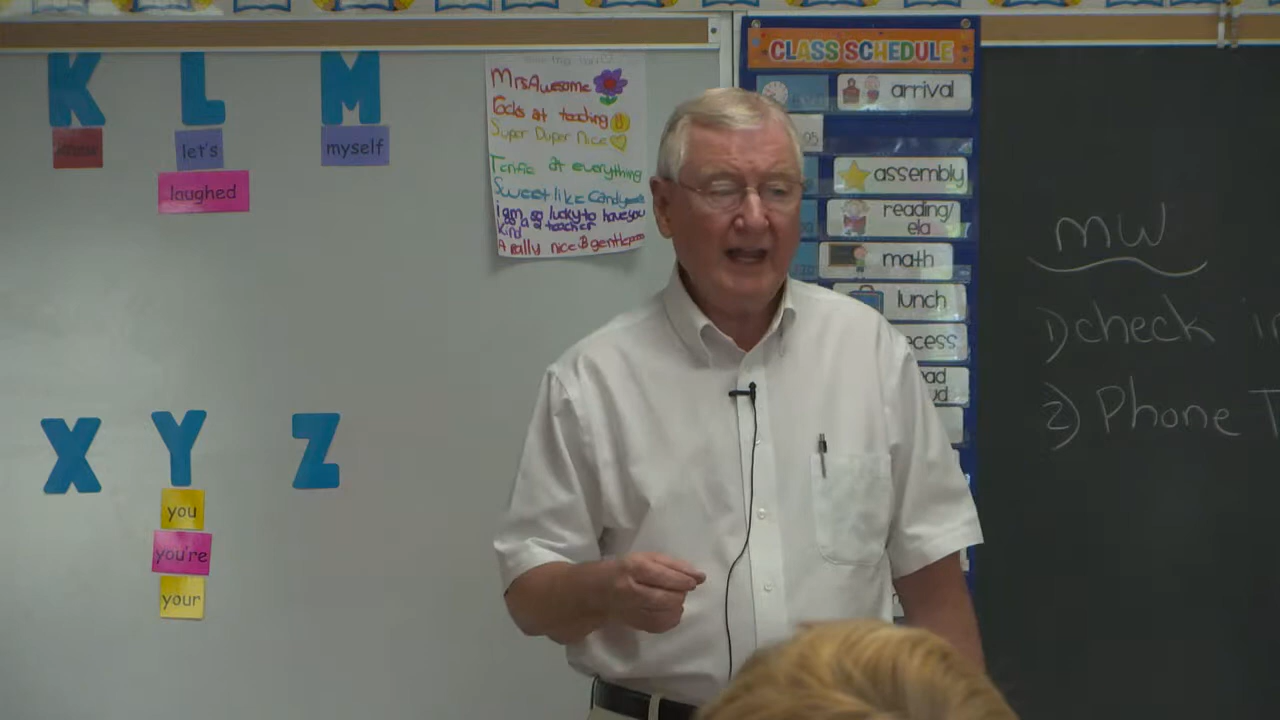 K L M
let's myself
laughed
X Y Z
you
you're
your
Mrs Awesome
Rocks at teaching
Super Duper Nice
Terrific at everything
Sweet like candy
i am so lucky to have you
as a teacher
kind
A really nice & gentle
CLASS SCHEDULE
arrival
assembly
reading/
ela
math
lunch
ecess
MW
1) check
2) Phone T